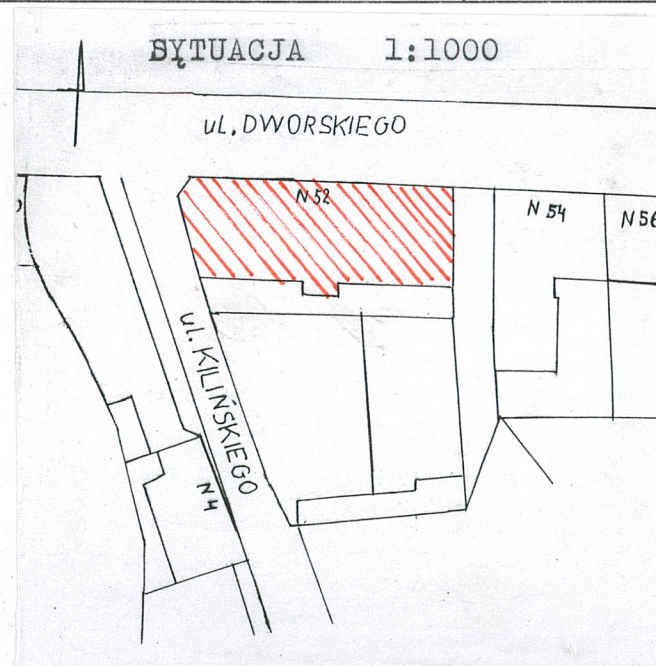 SYTUACJA 1:1000
ul. DWORSKIEGO
N 52
N 54
N 56
ul. KILIŃSKIEGO
N 4